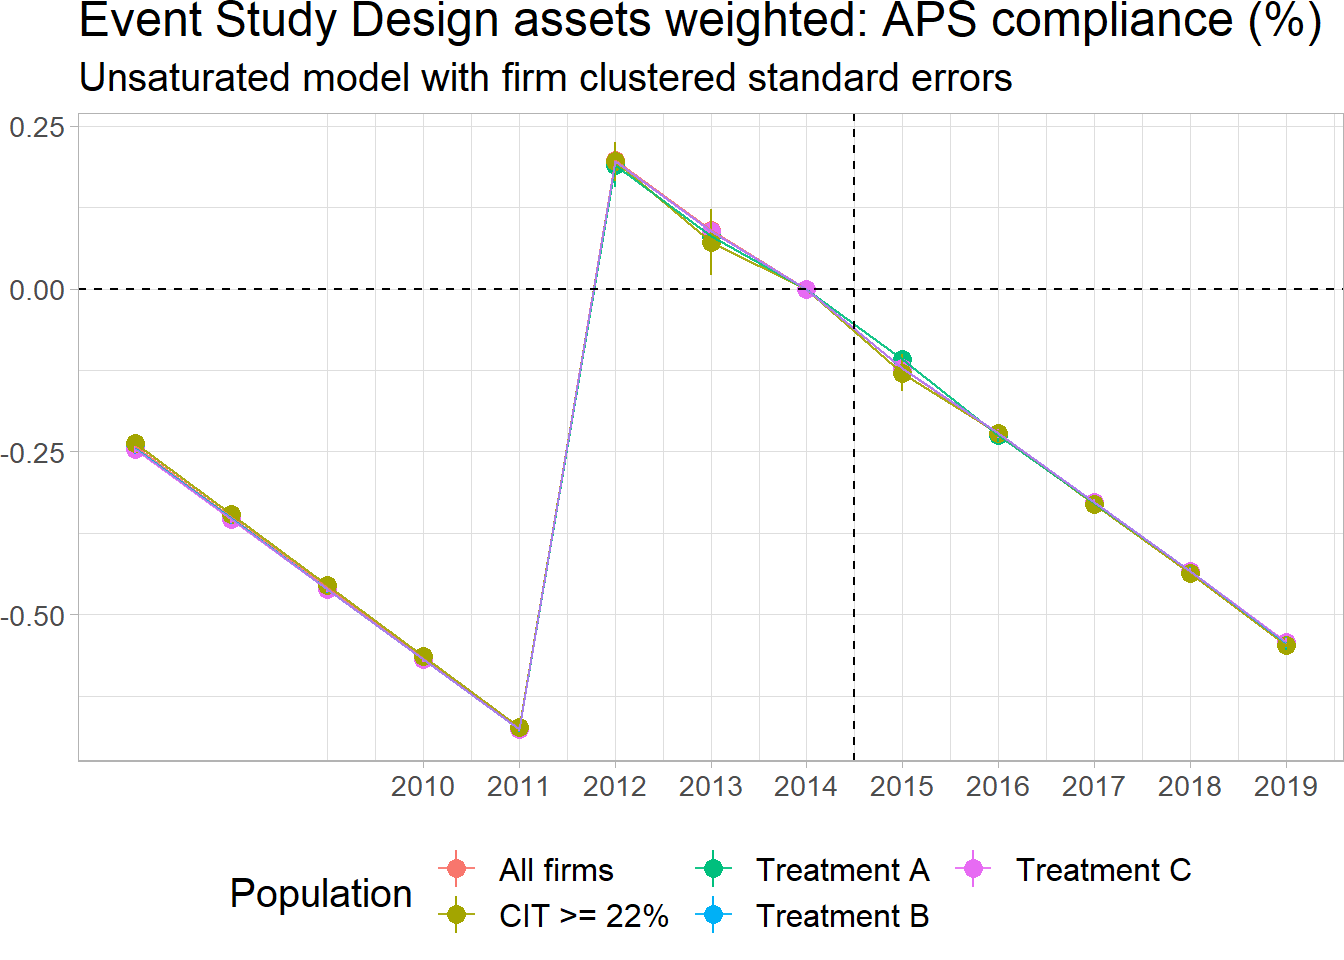 Event Study Design assets weighted: APS compliance (%)
Unsaturated model with firm clustered standard errors
0.25
0.00
-0.25
-0.50
2010 2011 2012 2013 2014 2015 2016 2017 2018 2019
Population
All firms Treatment A Treatment C
CIT >= 22% Treatment B